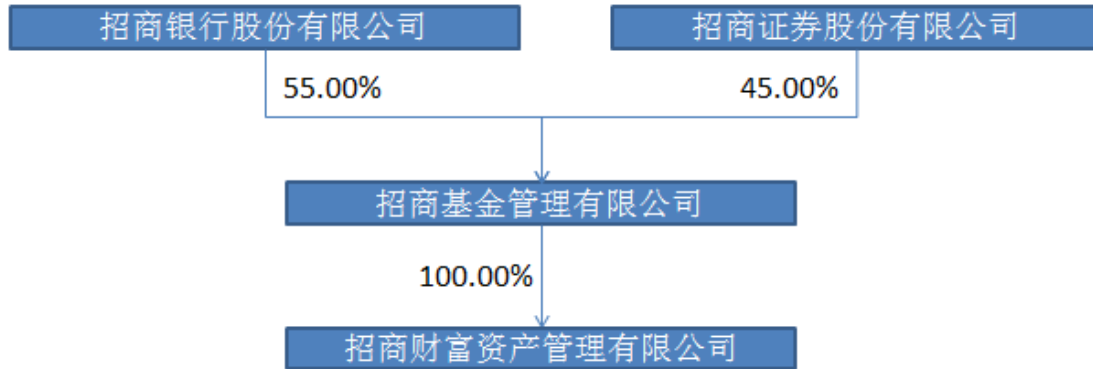 招商银行股份有限公司
招商证券股份有限公司
55.00%
45.00%
招商基金管理有限公司
100.00%
招商财富资产管理有限公司